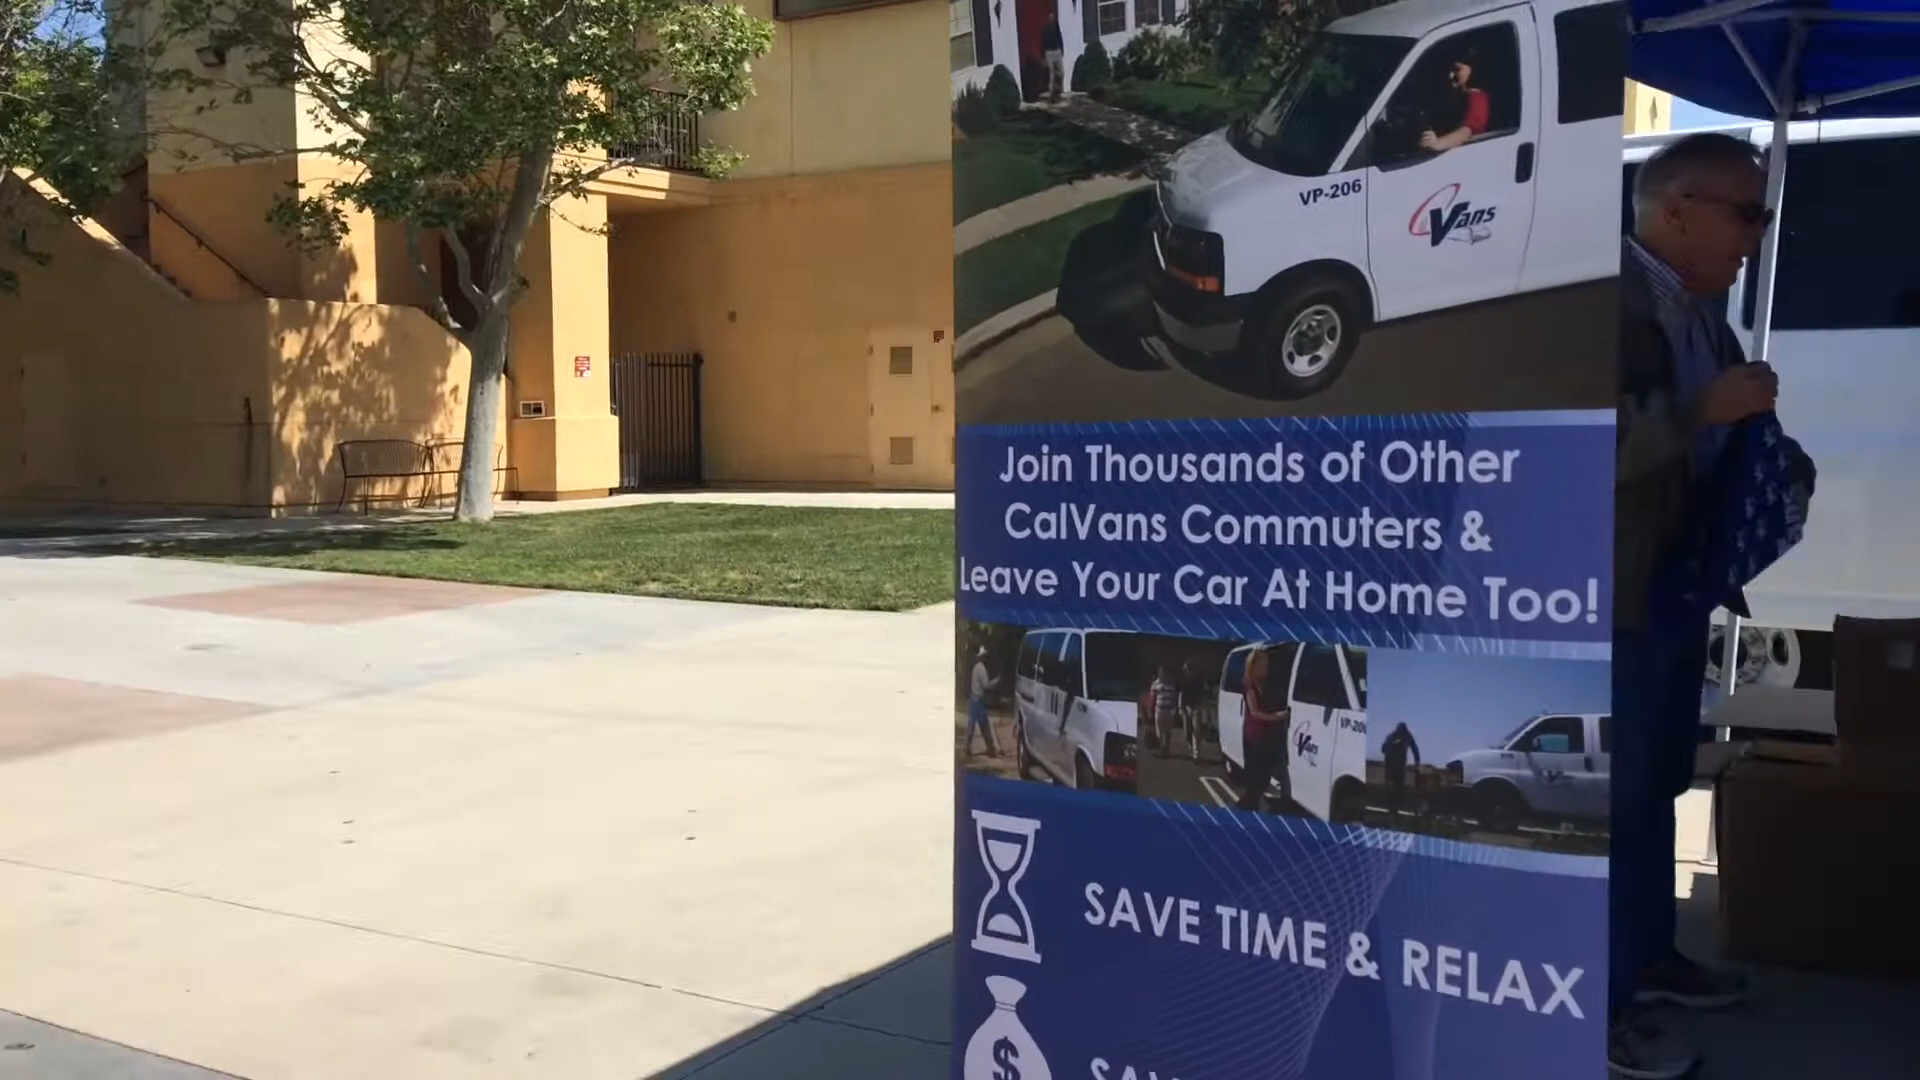 VP-206
Vans
Join Thousands of Other
CalVans Commuters &
Leave Your Car At Home Too!
Vans
VP-206
SAVE TIME & RELAX
$